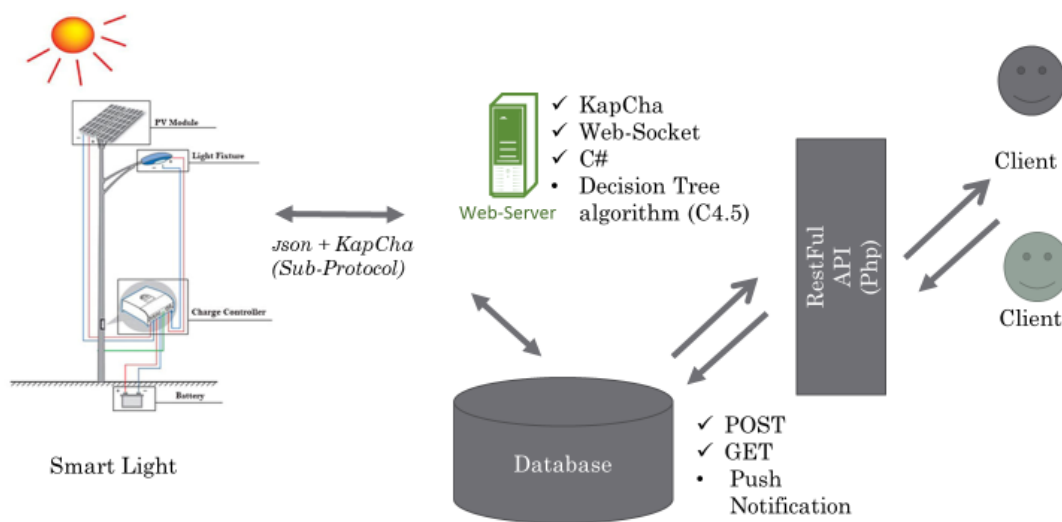 PV Module
Light Fixture
Charge Controller
Battery
Smart Light
Json + KapCha
(Sub-Protocol)
Web-Server
✓ KapCha
✓ Web-Socket
✓ C#
• Decision Tree
algorithm (C4.5)
Database
✓ POST
✓ GET
• Push
Notification
RestFul
API
(Php)
Client
Client